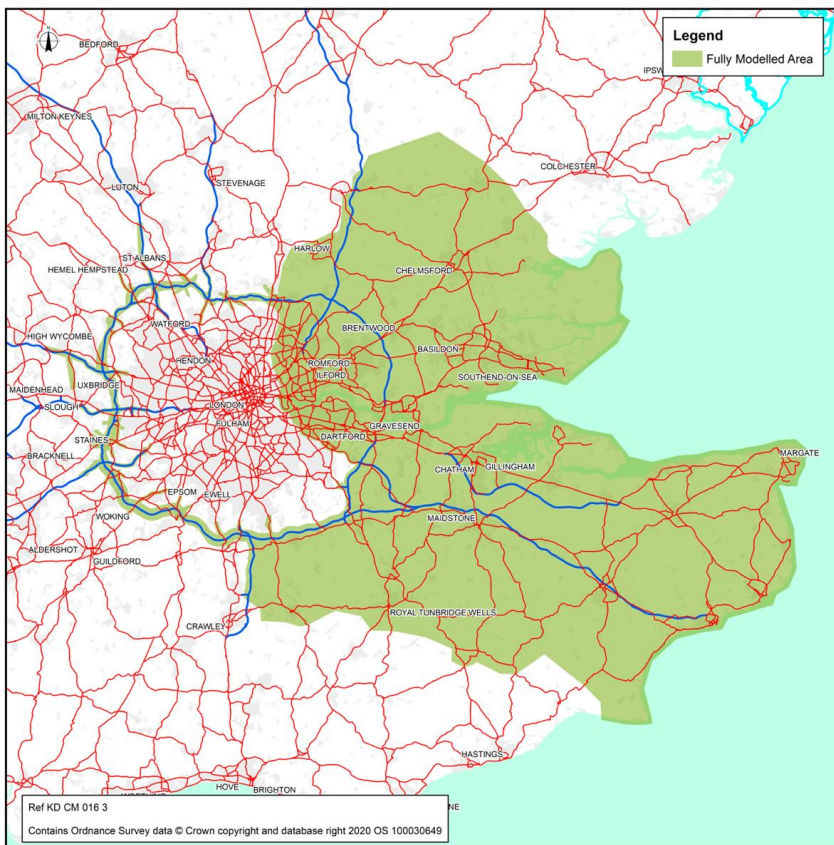 N
BEDFORD
Legend
Fully Modelled Area
IPSW
MILTON KEYNES
COLCHESTER
LUTON
STEVENAGE
HARLOW
ST ALBANS
HEMEL HEMPSTEAD
CHELMSFORD
WATFORD
BRENTWOOD
HIGH WYCOMBE
BASILDON
HENDON
ROMFORD
ILFORD
SOUTHEND-ON-SEA
UXBRIDGE
MAIDENHEAD
SLOUGH
LONDON
FULHAM
GRAVESEND
DARTFORD
STAINES
BRACKNELL
CHATHAM
GILLINGHAM
MARGATE
EPSOM
EWELL
WOKING
MAIDSTONE
ALDERSHOT
GUILDFORD
ROYAL TUNBRIDGE WELLS
CRAWLEY
HASTINGS
HOVE
BRIGHTON
NE
Ref KD CM 016 3
Contains Ordnance Survey data © Crown copyright and database right 2020 OS 100030649